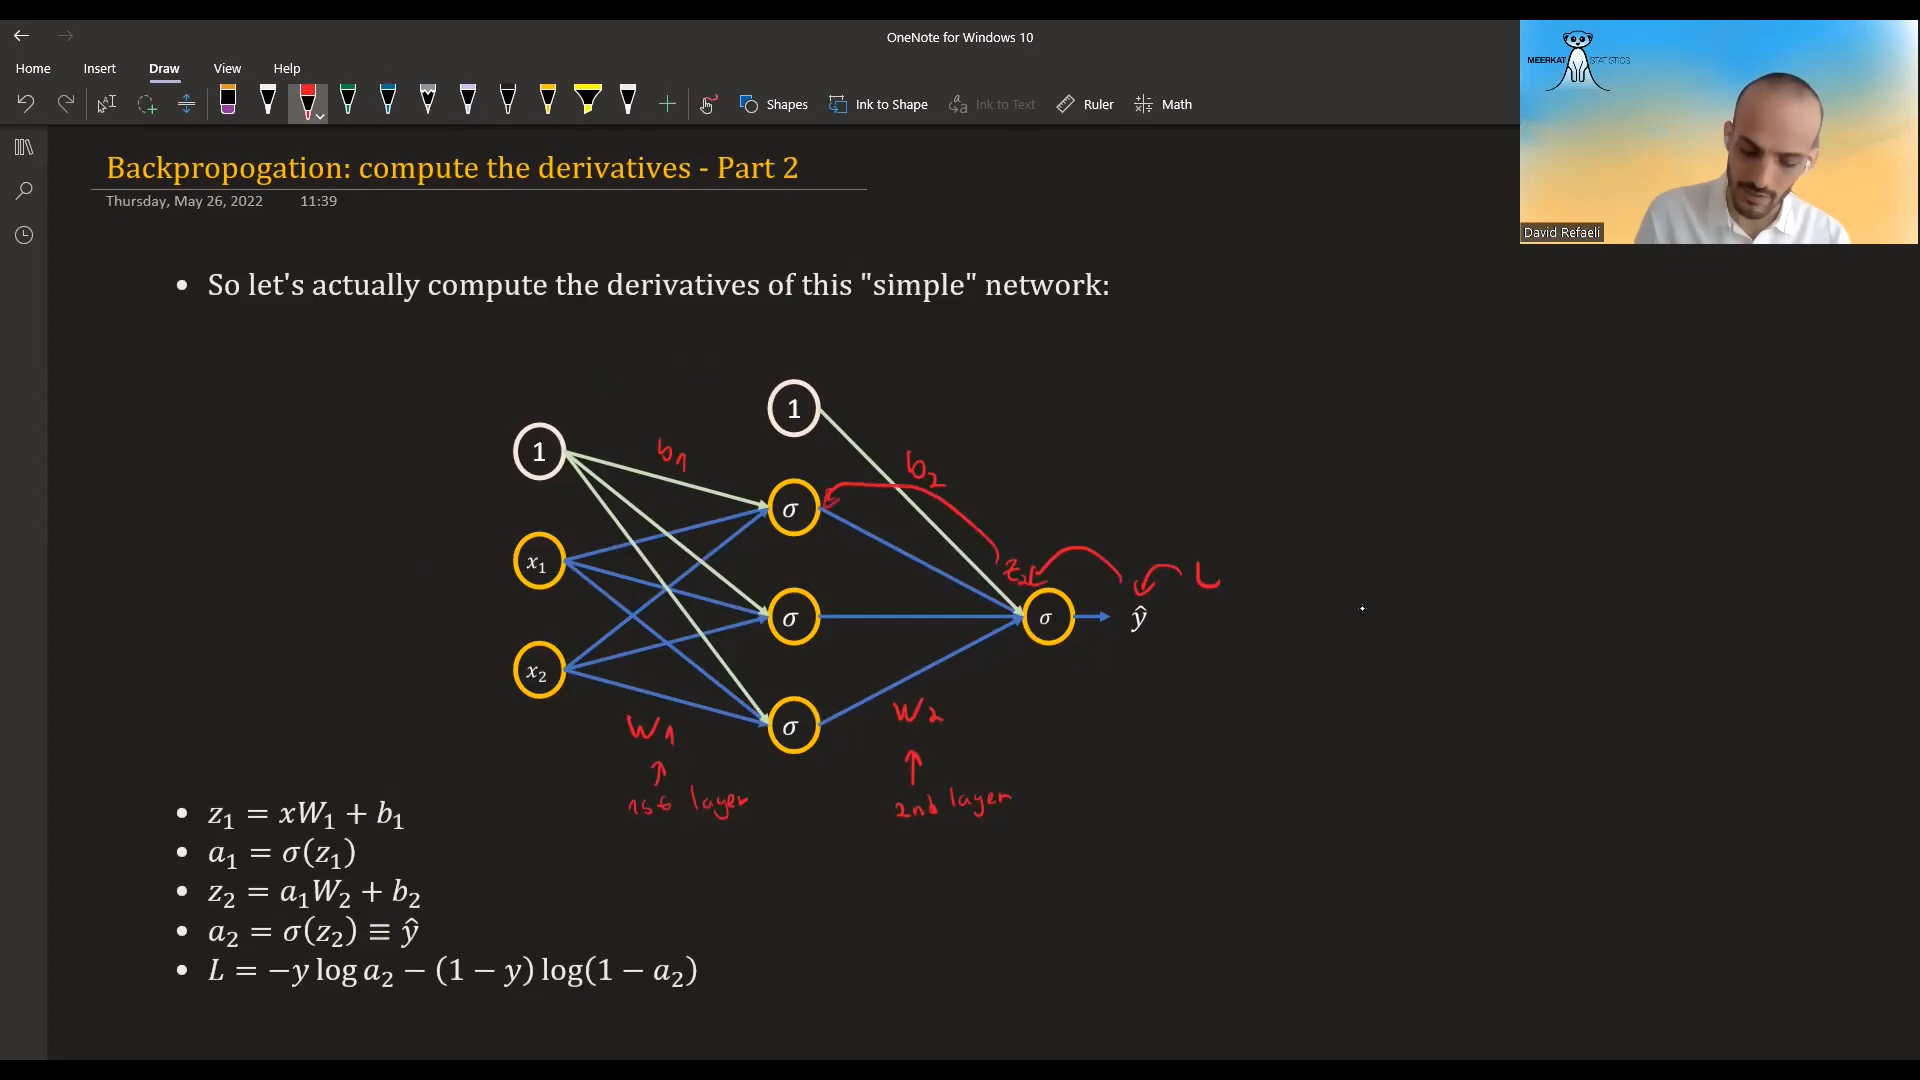 OneNote for Windows 10
Home Insert Draw View Help
Shapes Ink to Shape Ink to Text Ruler Math
MEERKAT STATISTICS
David Refaeli
Backpropogation: compute the derivatives - Part 2
Thursday, May 26, 2022 11:39
• So let's actually compute the derivatives of this "simple" network:
1
1
b₁
b₂
σ
x₁
z₂
L
σ
σ
ŷ
x₂
W₁
W₂
σ
1st layer
2nd layer
• z₁ = xW₁ + b₁
• a₁ = σ(z₁)
• z₂ = a₁W₂ + b₂
• a₂ = σ(z₂) ≡ ŷ
• L = −y log a₂ − (1 − y) log(1 − a₂)